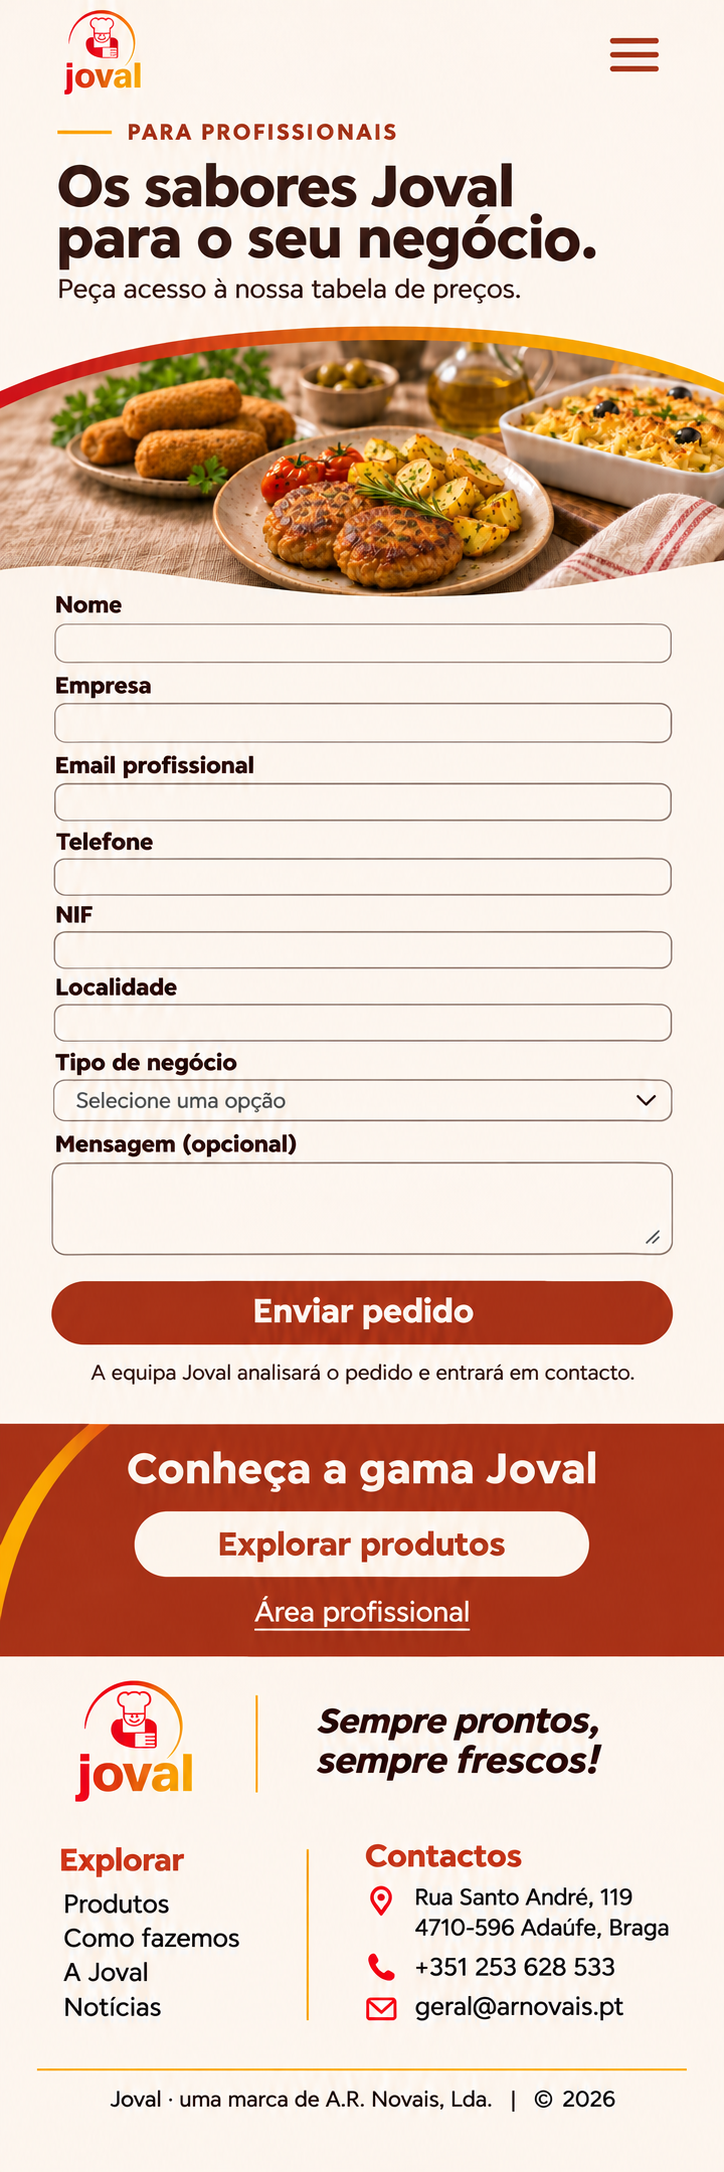 joval
PARA PROFISSIONAIS
Os sabores Joval
para o seu negócio.
Peça acesso à nossa tabela de preços.
Nome
Empresa
Email profissional
Telefone
NIF
Localidade
Tipo de negócio
Selecione uma opção
Mensagem (opcional)
Enviar pedido
A equipa Joval analisará o pedido e entrará em contacto.
Conheça a gama Joval
Explorar produtos
Área profissional
joval
Sempre prontos,
sempre frescos!
Explorar
Produtos
Como fazemos
A Joval
Notícias
Contactos
Rua Santo André, 119
4710-596 Adaúfe, Braga
+351 253 628 533
geral@arnovais.pt
Joval · uma marca de A.R. Novais, Lda. | © 2026